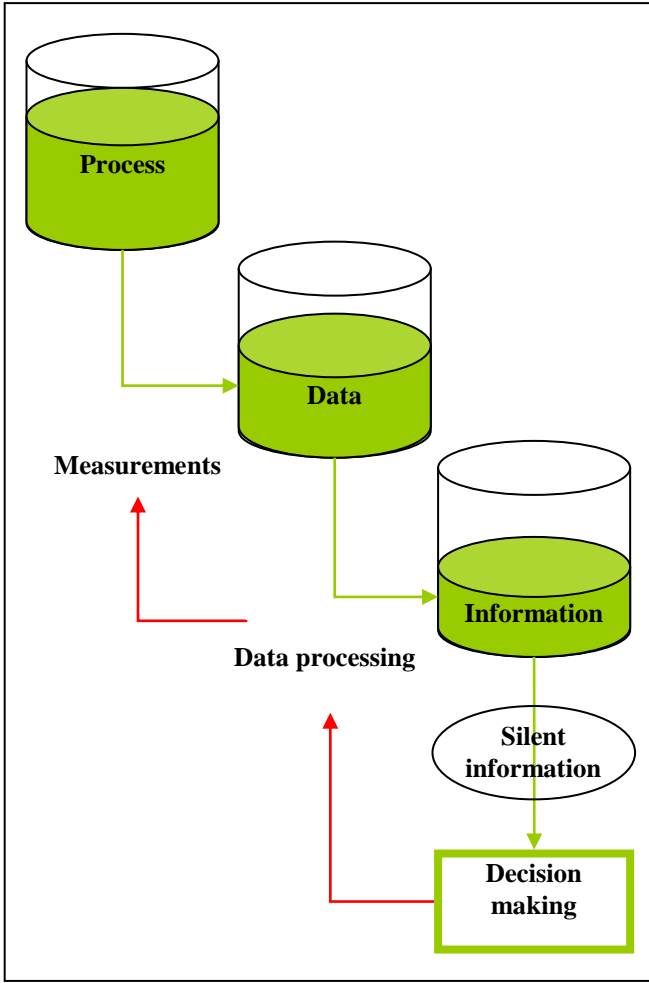 Process
Data
Measurements
Information
Data processing
Silent
information
Decision
making